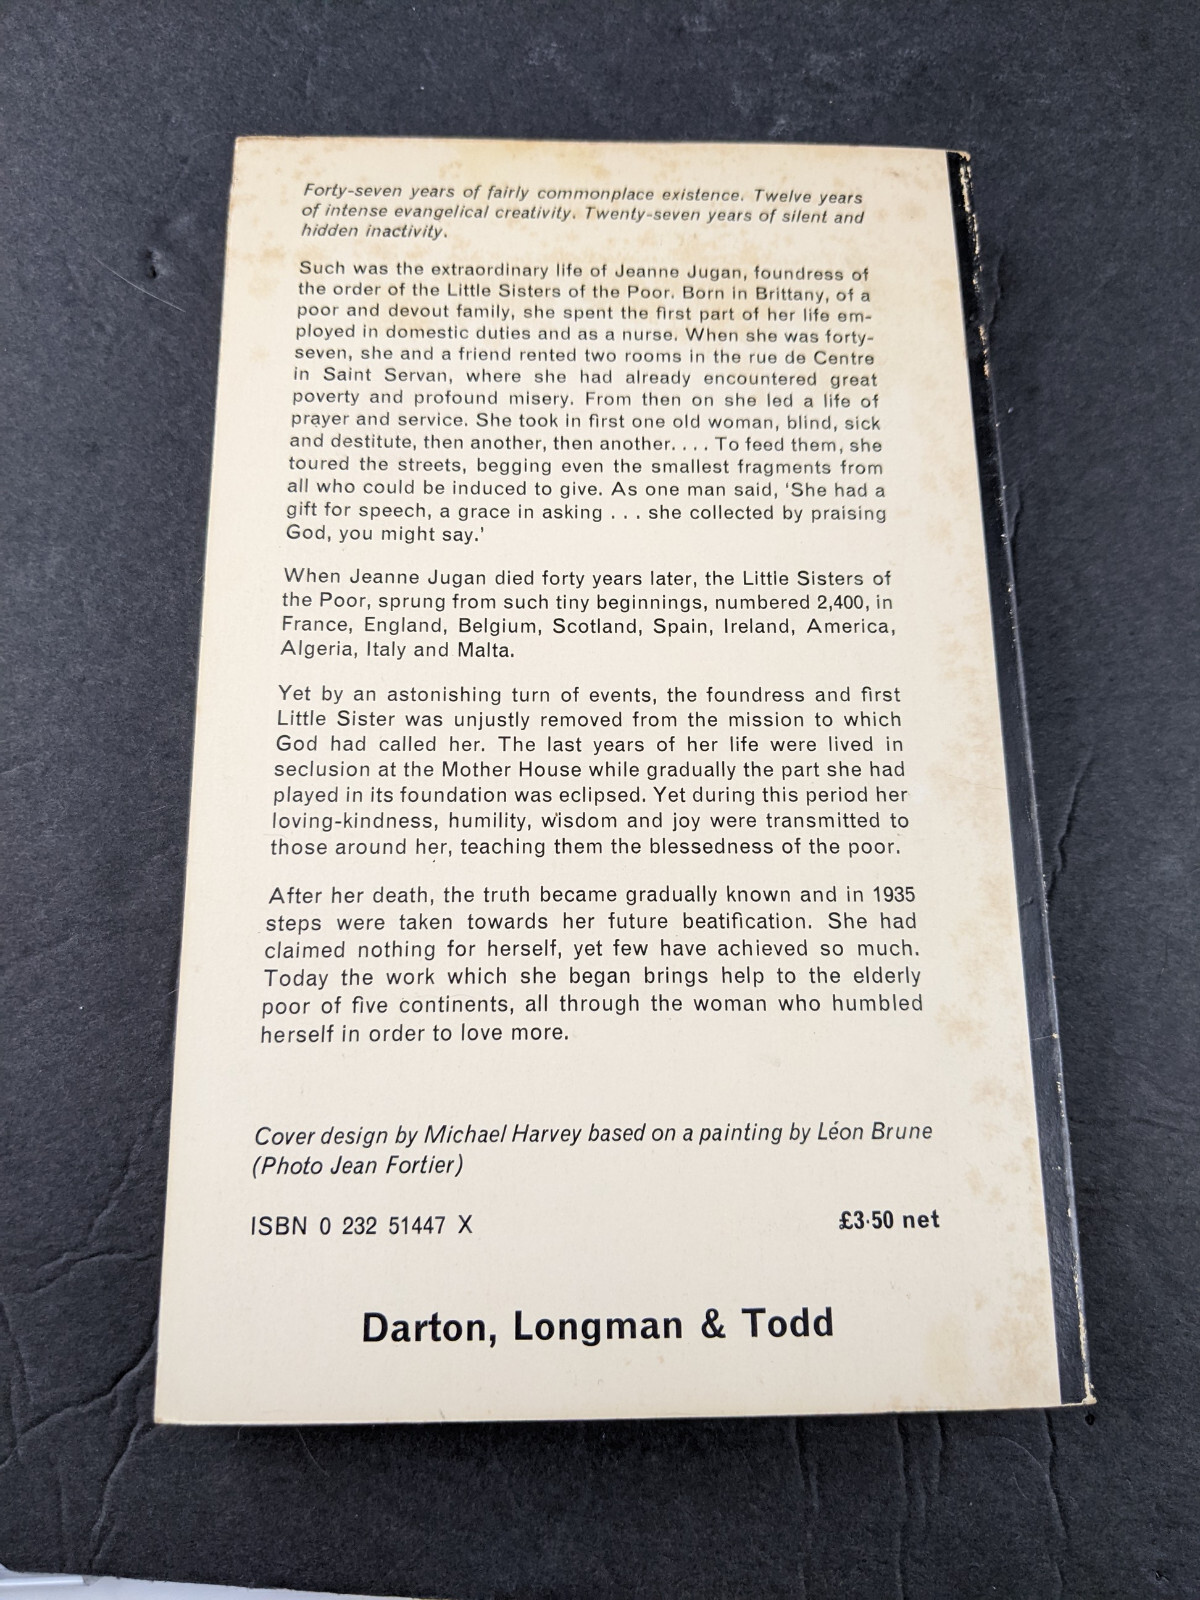 Forty-seven years of fairly commonplace existence. Twelve years
of intense evangelical creativity. Twenty-seven years of silent and
hidden inactivity.
Such was the extraordinary life of Jeanne Jugan, foundress of
the order of the Little Sisters of the Poor. Born in Brittany, of a
poor and devout family, she spent the first part of her life em-
ployed in domestic duties and as a nurse. When she was forty-
seven, she and a friend rented two rooms in the rue de Centre
in Saint Servan, where she had already encountered great
poverty and profound misery. From then on she led a life of
prayer and service. She took in first one old woman, blind, sick
and destitute, then another, then another. . . . To feed them, she
toured the streets, begging even the smallest fragments from
all who could be induced to give. As one man said, 'She had a
gift for speech, a grace in asking . . . she collected by praising
God, you might say.'
When Jeanne Jugan died forty years later, the Little Sisters of
the Poor, sprung from such tiny beginnings, numbered 2,400, in
France, England, Belgium, Scotland, Spain, Ireland, America,
Algeria, Italy and Malta.
Yet by an astonishing turn of events, the foundress and first
Little Sister was unjustly removed from the mission to which
God had called her. The last years of her life were lived in
seclusion at the Mother House while gradually the part she had
played in its foundation was eclipsed. Yet during this period her
loving-kindness, humility, wisdom and joy were transmitted to
those around her, teaching them the blessedness of the poor.
After her death, the truth became gradually known and in 1935
steps were taken towards her future beatification. She had
claimed nothing for herself, yet few have achieved so much.
Today the work which she began brings help to the elderly
poor of five continents, all through the woman who humbled
herself in order to love more.
Cover design by Michael Harvey based on a painting by Léon Brune
(Photo Jean Fortier)
ISBN 0 232 51447 X
£3·50 net
Darton, Longman & Todd